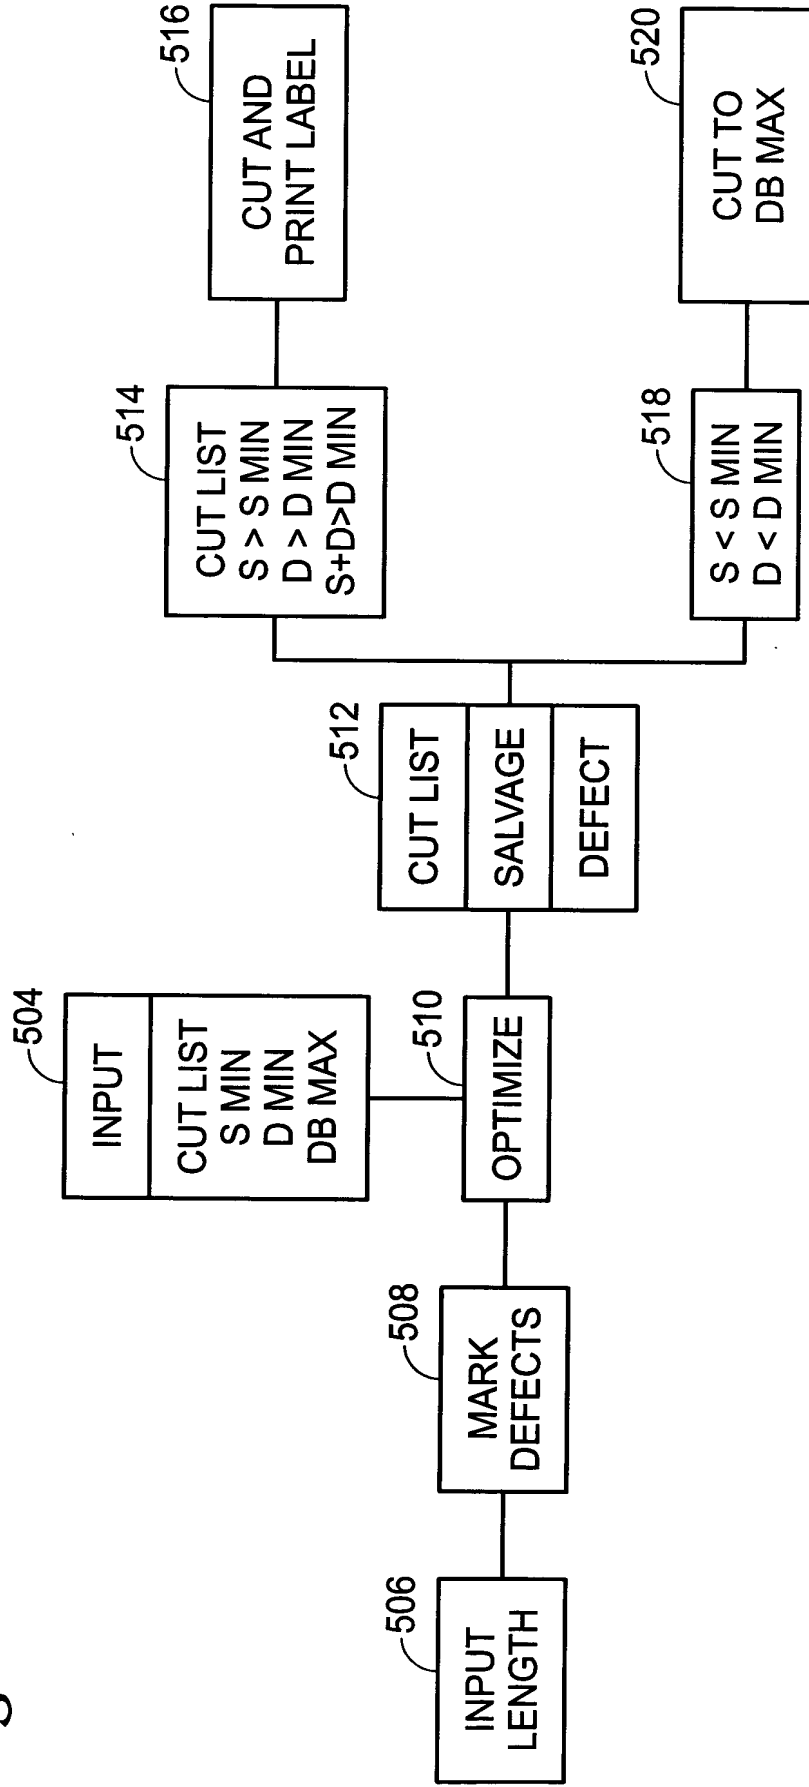 504
INPUT
CUT LIST
S MIN
D MIN
DB MAX
506
INPUT
LENGTH
508
MARK
DEFECTS
510
OPTIMIZE
512
CUT LIST
SALVAGE
DEFECT
514
CUT LIST
S > S MIN
D > D MIN
S+D>D MIN
516
CUT AND
PRINT LABEL
518
S < S MIN
D < D MIN
520
CUT TO
DB MAX